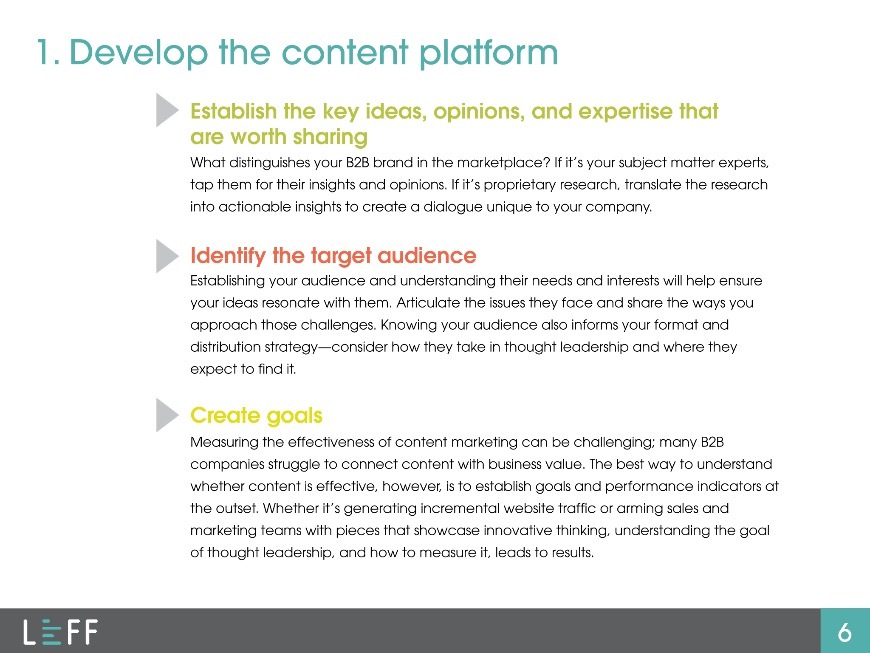 1. Develop the content platform
Establish the key ideas, opinions, and expertise that
are worth sharing
What distinguishes your B2B brand in the marketplace? If it’s your subject matter experts,
tap them for their insights and opinions. If it’s proprietary research, translate the research
into actionable insights to create a dialogue unique to your company.
Identify the target audience
Establishing your audience and understanding their needs and interests will help ensure
your ideas resonate with them. Articulate the issues they face and share the ways you
approach those challenges. Knowing your audience also informs your format and
distribution strategy—consider how they take in thought leadership and where they
expect to find it.
Create goals
Measuring the effectiveness of content marketing can be challenging; many B2B
companies struggle to connect content with business value. The best way to understand
whether content is effective, however, is to establish goals and performance indicators at
the outset. Whether it’s generating incremental website traffic or arming sales and
marketing teams with pieces that showcase innovative thinking, understanding the goal
of thought leadership, and how to measure it, leads to results.
LEFF
6